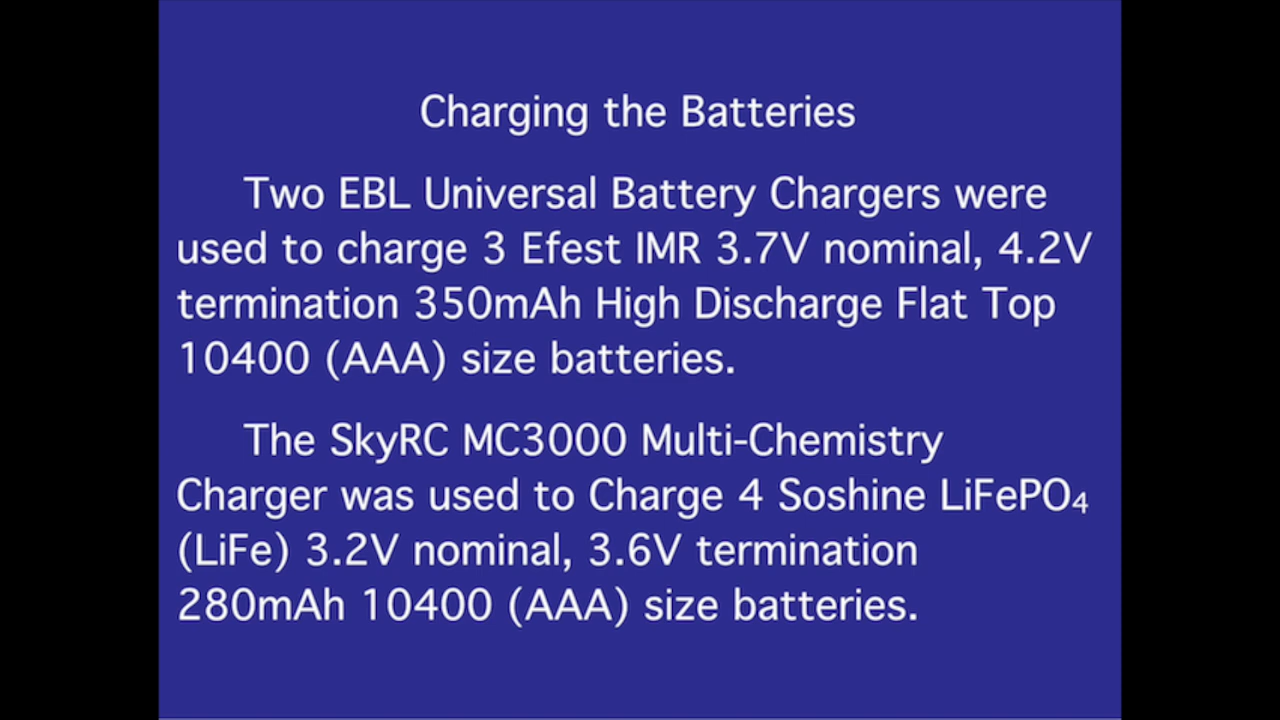 Charging the Batteries
Two EBL Universal Battery Chargers were
used to charge 3 Efest IMR 3.7V nominal, 4.2V
termination 350mAh High Discharge Flat Top
10400 (AAA) size batteries.
The SkyRC MC3000 Multi-Chemistry
Charger was used to Charge 4 Soshine LiFePO₄
(LiFe) 3.2V nominal, 3.6V termination
280mAh 10400 (AAA) size batteries.